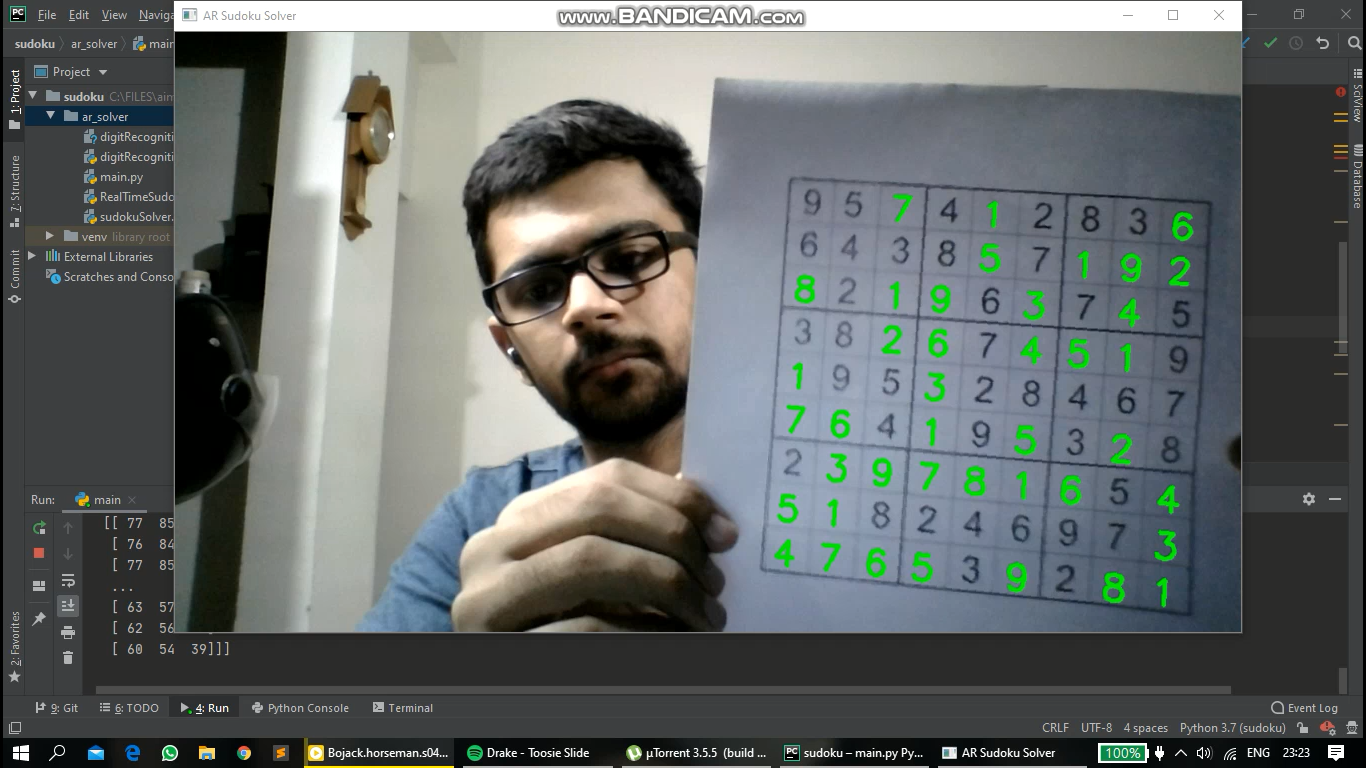 AR Sudoku Solver
www.BANDICAM.com
PC File Edit View Naviga
sudoku ar_solver main
Project
1: Project
sudoku C:\FILES\aim
ar_solver
digitRecogniti
digitRecogniti
main.py
RealTimeSudo
sudokuSolver.
venv library root
External Libraries
Scratches and Conso
7: Structure
Commit
2: Favorites
SciView
Database
9 5 7 4 1 2 8 3 6
6 4 3 8 5 7 1 9 2
8 2 1 9 6 3 7 4 5
3 8 2 6 7 4 5 1 9
1 9 5 3 2 8 4 6 7
7 6 4 1 9 5 3 2 8
2 3 9 7 8 1 6 5 4
5 1 8 2 4 6 9 7 3
4 7 6 5 3 9 2 8 1
Run: main
[[ 77 85
[ 76 84
[ 77 85
...
[ 63 57
[ 62 56
[ 60 54 39]]]
9: Git 6: TODO 4: Run Python Console Terminal Event Log
CRLF UTF-8 4 spaces Python 3.7 (sudoku)
Bojack.horseman.s04... Drake - Toosie Slide µTorrent 3.5.5 (build ... sudoku – main.py Py... AR Sudoku Solver 100% ENG 23:23